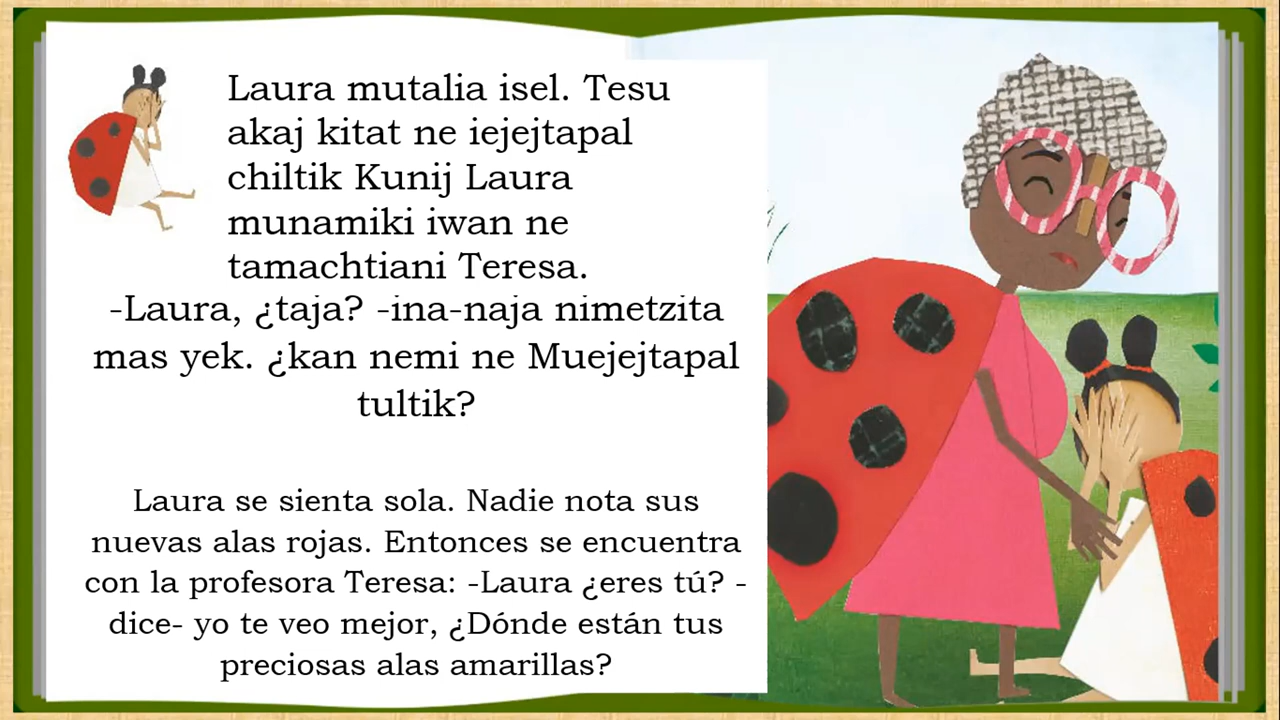 Laura mutalia isel. Tesu
akaj kitat ne iejejtapal
chiltik Kunij Laura
munamiki iwan ne
tamachtiani Teresa.
-Laura, ¿taja? -ina-naja nimetzita
mas yek. ¿kan nemi ne Muejejtapal
tultik?
Laura se sienta sola. Nadie nota sus
nuevas alas rojas. Entonces se encuentra
con la profesora Teresa: -Laura ¿eres tú? -
dice- yo te veo mejor, ¿Dónde están tus
preciosas alas amarillas?